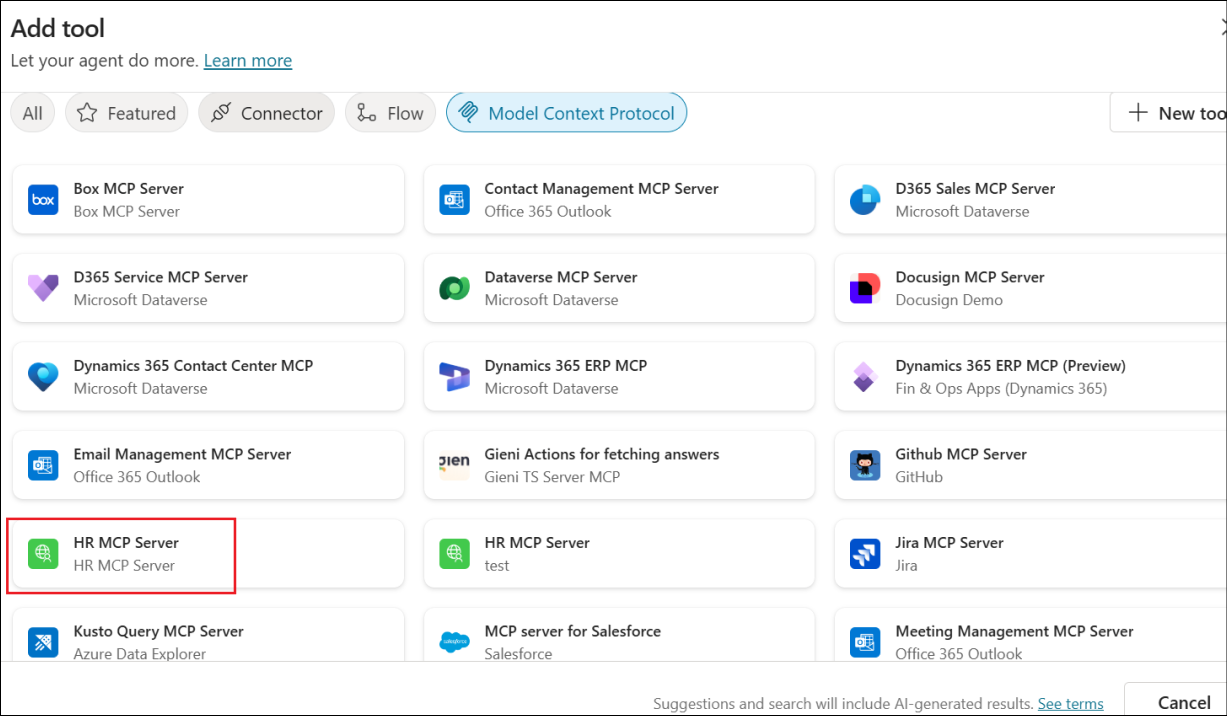 Add tool
Let your agent do more. Learn more
All
Featured
Connector
Flow
Model Context Protocol
New too
Box MCP Server
Box MCP Server
Contact Management MCP Server
Office 365 Outlook
D365 Sales MCP Server
Microsoft Dataverse
D365 Service MCP Server
Microsoft Dataverse
Dataverse MCP Server
Microsoft Dataverse
Docusign MCP Server
Docusign Demo
Dynamics 365 Contact Center MCP
Microsoft Dataverse
Dynamics 365 ERP MCP
Microsoft Dataverse
Dynamics 365 ERP MCP (Preview)
Fin & Ops Apps (Dynamics 365)
Email Management MCP Server
Office 365 Outlook
Gieni Actions for fetching answers
Gieni TS Server MCP
Github MCP Server
GitHub
HR MCP Server
HR MCP Server
HR MCP Server
test
Jira MCP Server
Jira
Kusto Query MCP Server
Azure Data Explorer
MCP server for Salesforce
Salesforce
Meeting Management MCP Server
Office 365 Outlook
Suggestions and search will include AI-generated results. See terms
Cancel
box
gien
salesforce